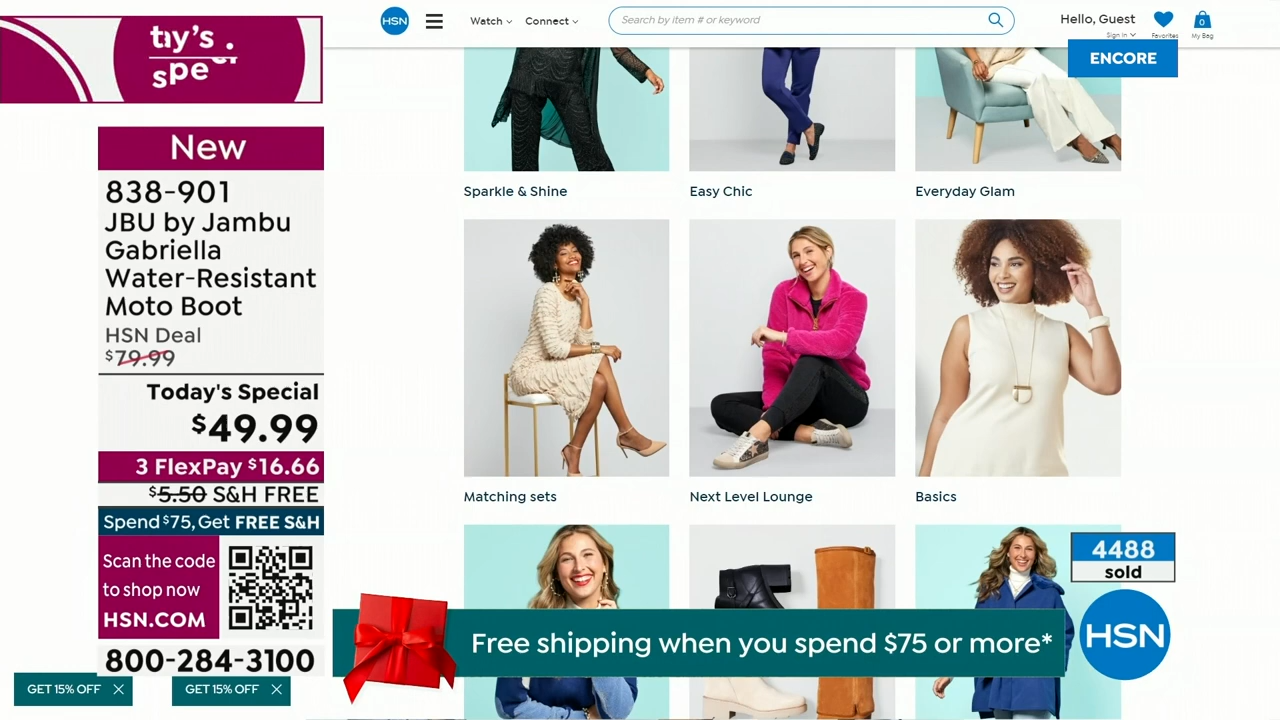 HSN
Watch
Connect
Search by item # or keyword
Hello, Guest
Sign In
Favorites
0
My Bag
ENCORE
New
838-901
JBU by Jambu
Gabriella
Water-Resistant
Moto Boot
HSN Deal
$79.99
Today's Special
$49.99
3 FlexPay $16.66
$5.50 S&H FREE
Spend $75, Get FREE S&H
Scan the code
to shop now
HSN.COM
800-284-3100
GET 15% OFF
GET 15% OFF
Sparkle & Shine
Easy Chic
Everyday Glam
Matching sets
Next Level Lounge
Basics
4488
sold
Free shipping when you spend $75 or more*
HSN